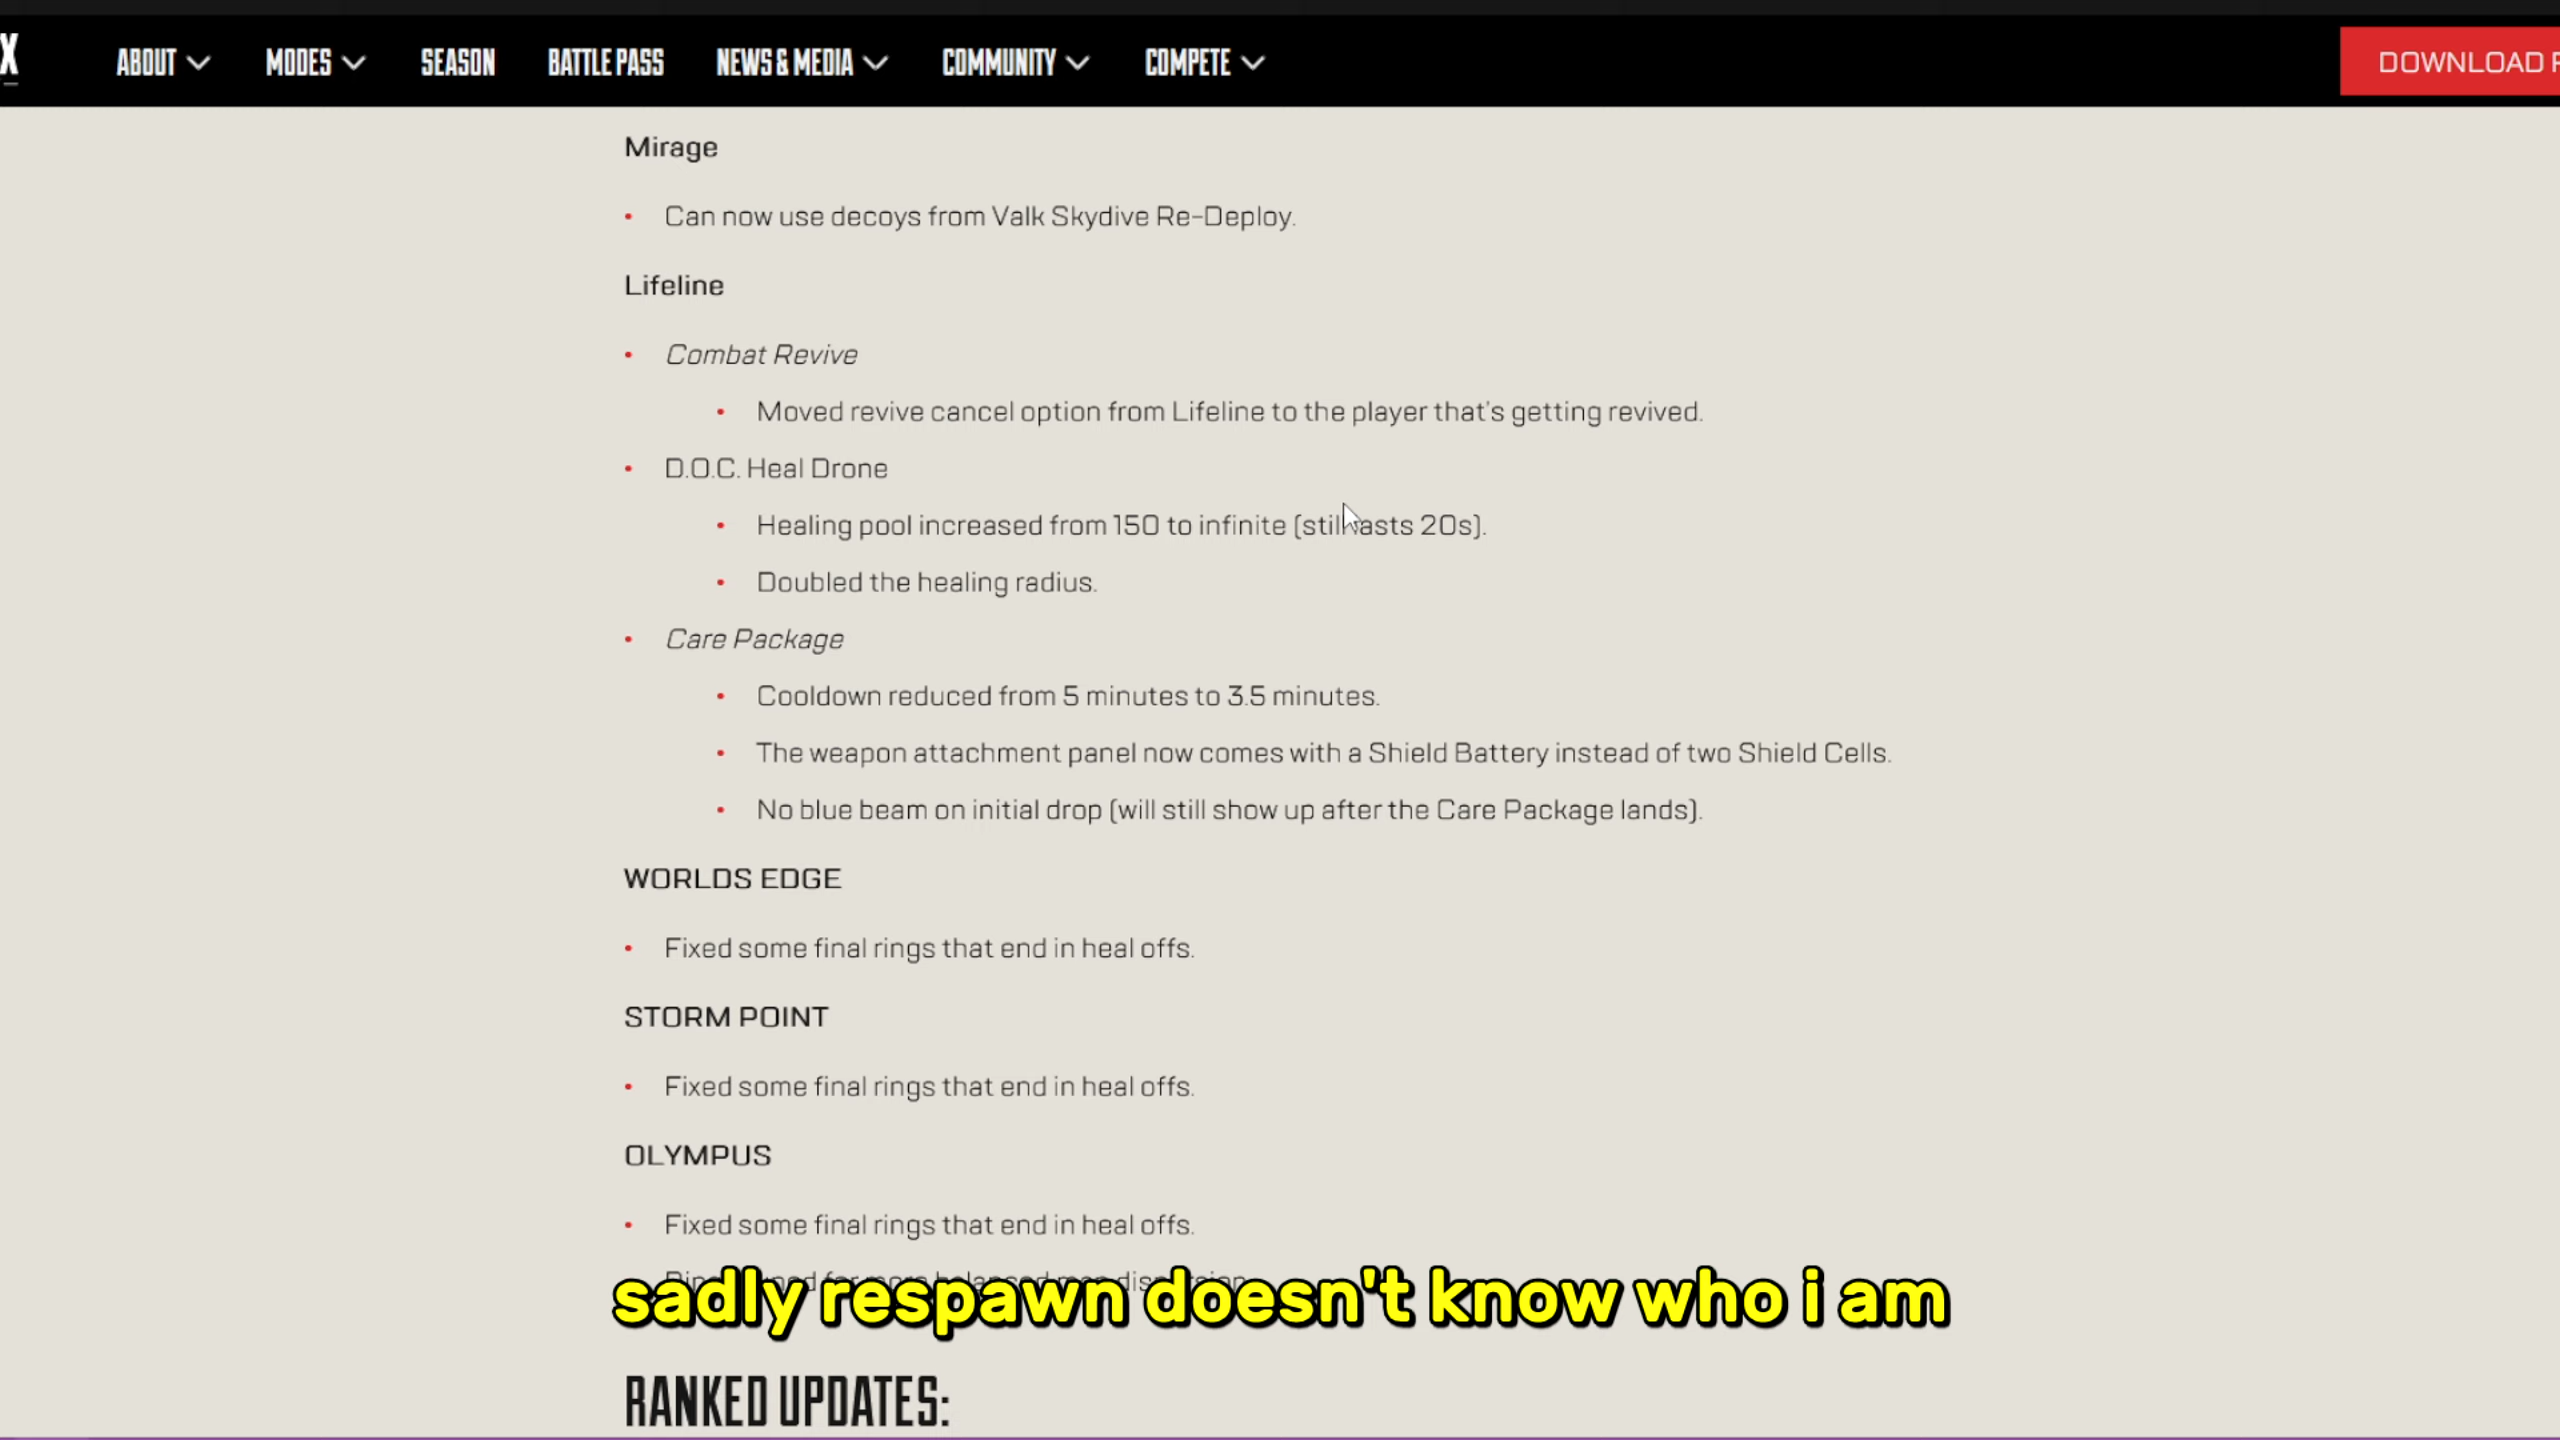 X
ABOUT
MODES
SEASON
BATTLE PASS
NEWS & MEDIA
COMMUNITY
COMPETE
DOWNLOAD
Mirage
• Can now use decoys from Valk Skydive Re-Deploy.
Lifeline
• Combat Revive
• Moved revive cancel option from Lifeline to the player that's getting revived.
• D.O.C. Heal Drone
• Healing pool increased from 150 to infinite (still lasts 20s).
• Doubled the healing radius.
• Care Package
• Cooldown reduced from 5 minutes to 3.5 minutes.
• The weapon attachment panel now comes with a Shield Battery instead of two Shield Cells.
• No blue beam on initial drop (will still show up after the Care Package lands).
WORLDS EDGE
• Fixed some final rings that end in heal offs.
STORM POINT
• Fixed some final rings that end in heal offs.
OLYMPUS
• Fixed some final rings that end in heal offs.
sadly respawn doesn't know who i am
RANKED UPDATES: